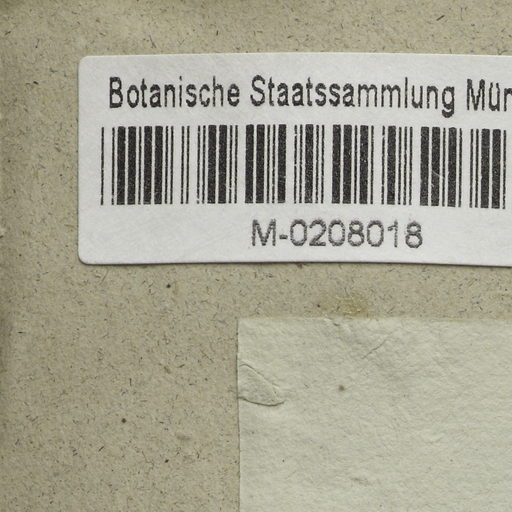 Botanische Staatssammlung Mün
M-0208018